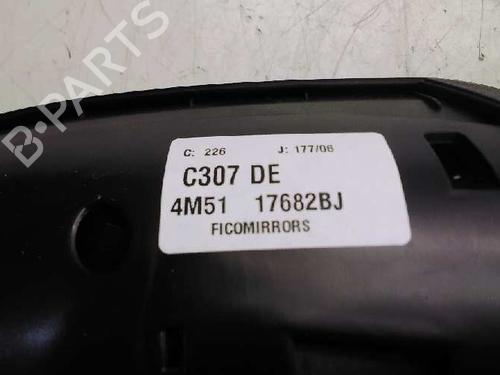 B-PARTS
C: 226 J: 177/06
C307 DE
4M51 17682BJ
FICOMIRRORS